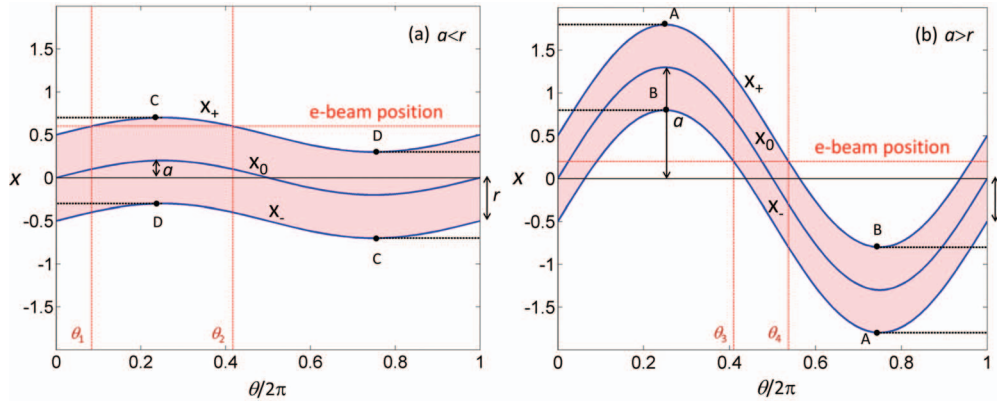 (a) a<r
1.5
1
0.5
0
-0.5
-1
-1.5
X
C
X+
e-beam position
D
a
X0
r
D
X-
C
θ1
θ2
0 0.2 0.4 0.6 0.8 1
θ/2π
(b) a>r
1.5
1
0.5
0
-0.5
-1
-1.5
X
A
X+
B
a
X0
e-beam position
X-
B
A
θ3
θ4
0 0.2 0.4 0.6 0.8 1
θ/2π